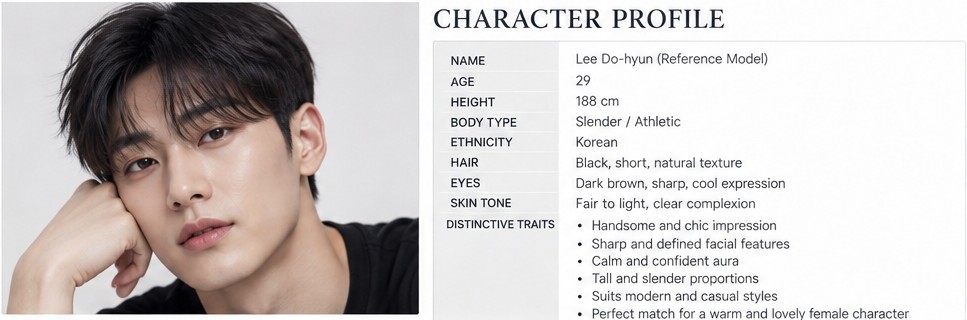 CHARACTER PROFILE
NAME Lee Do-hyun (Reference Model)
AGE 29
HEIGHT 188 cm
BODY TYPE Slender / Athletic
ETHNICITY Korean
HAIR Black, short, natural texture
EYES Dark brown, sharp, cool expression
SKIN TONE Fair to light, clear complexion
DISTINCTIVE TRAITS • Handsome and chic impression
• Sharp and defined facial features
• Calm and confident aura
• Tall and slender proportions
• Suits modern and casual styles
• Perfect match for a warm and lovely female character